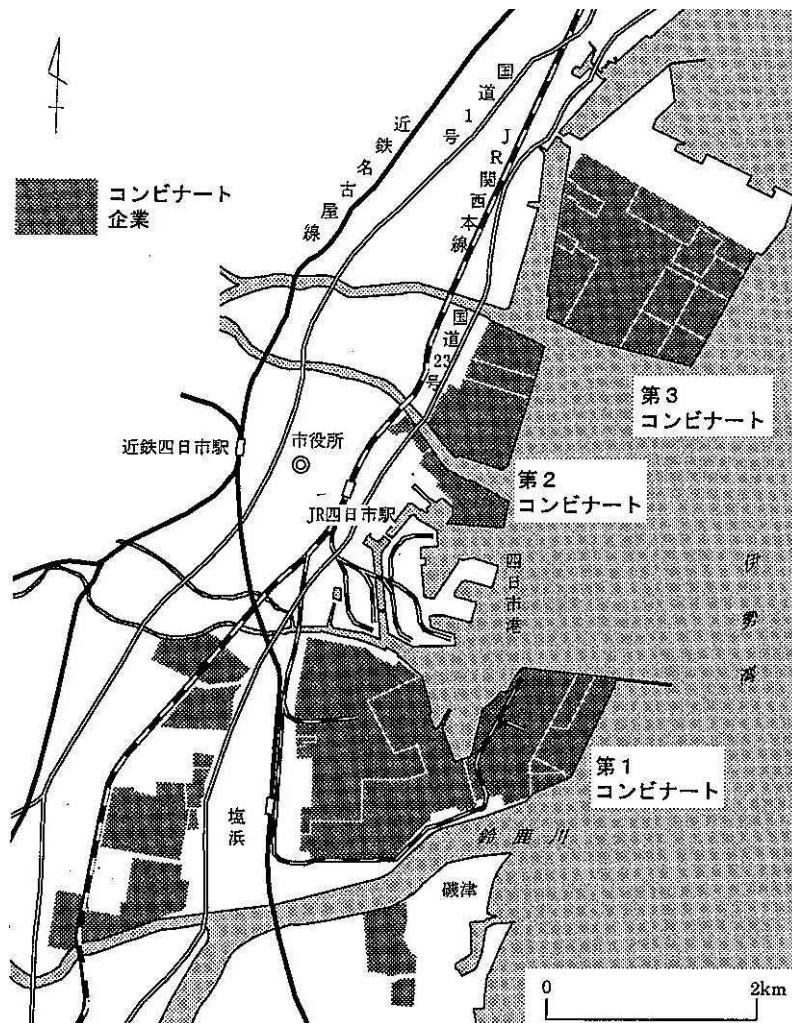 国道1号
JR関西本線
近鉄名古屋線
コンビナート
企業
国道23号
第3
コンビナート
近鉄四日市駅
市役所
第2
コンビナート
JR四日市駅
四日市港
伊勢湾
第1
コンビナート
塩浜
鈴鹿川
磯津
0
2km